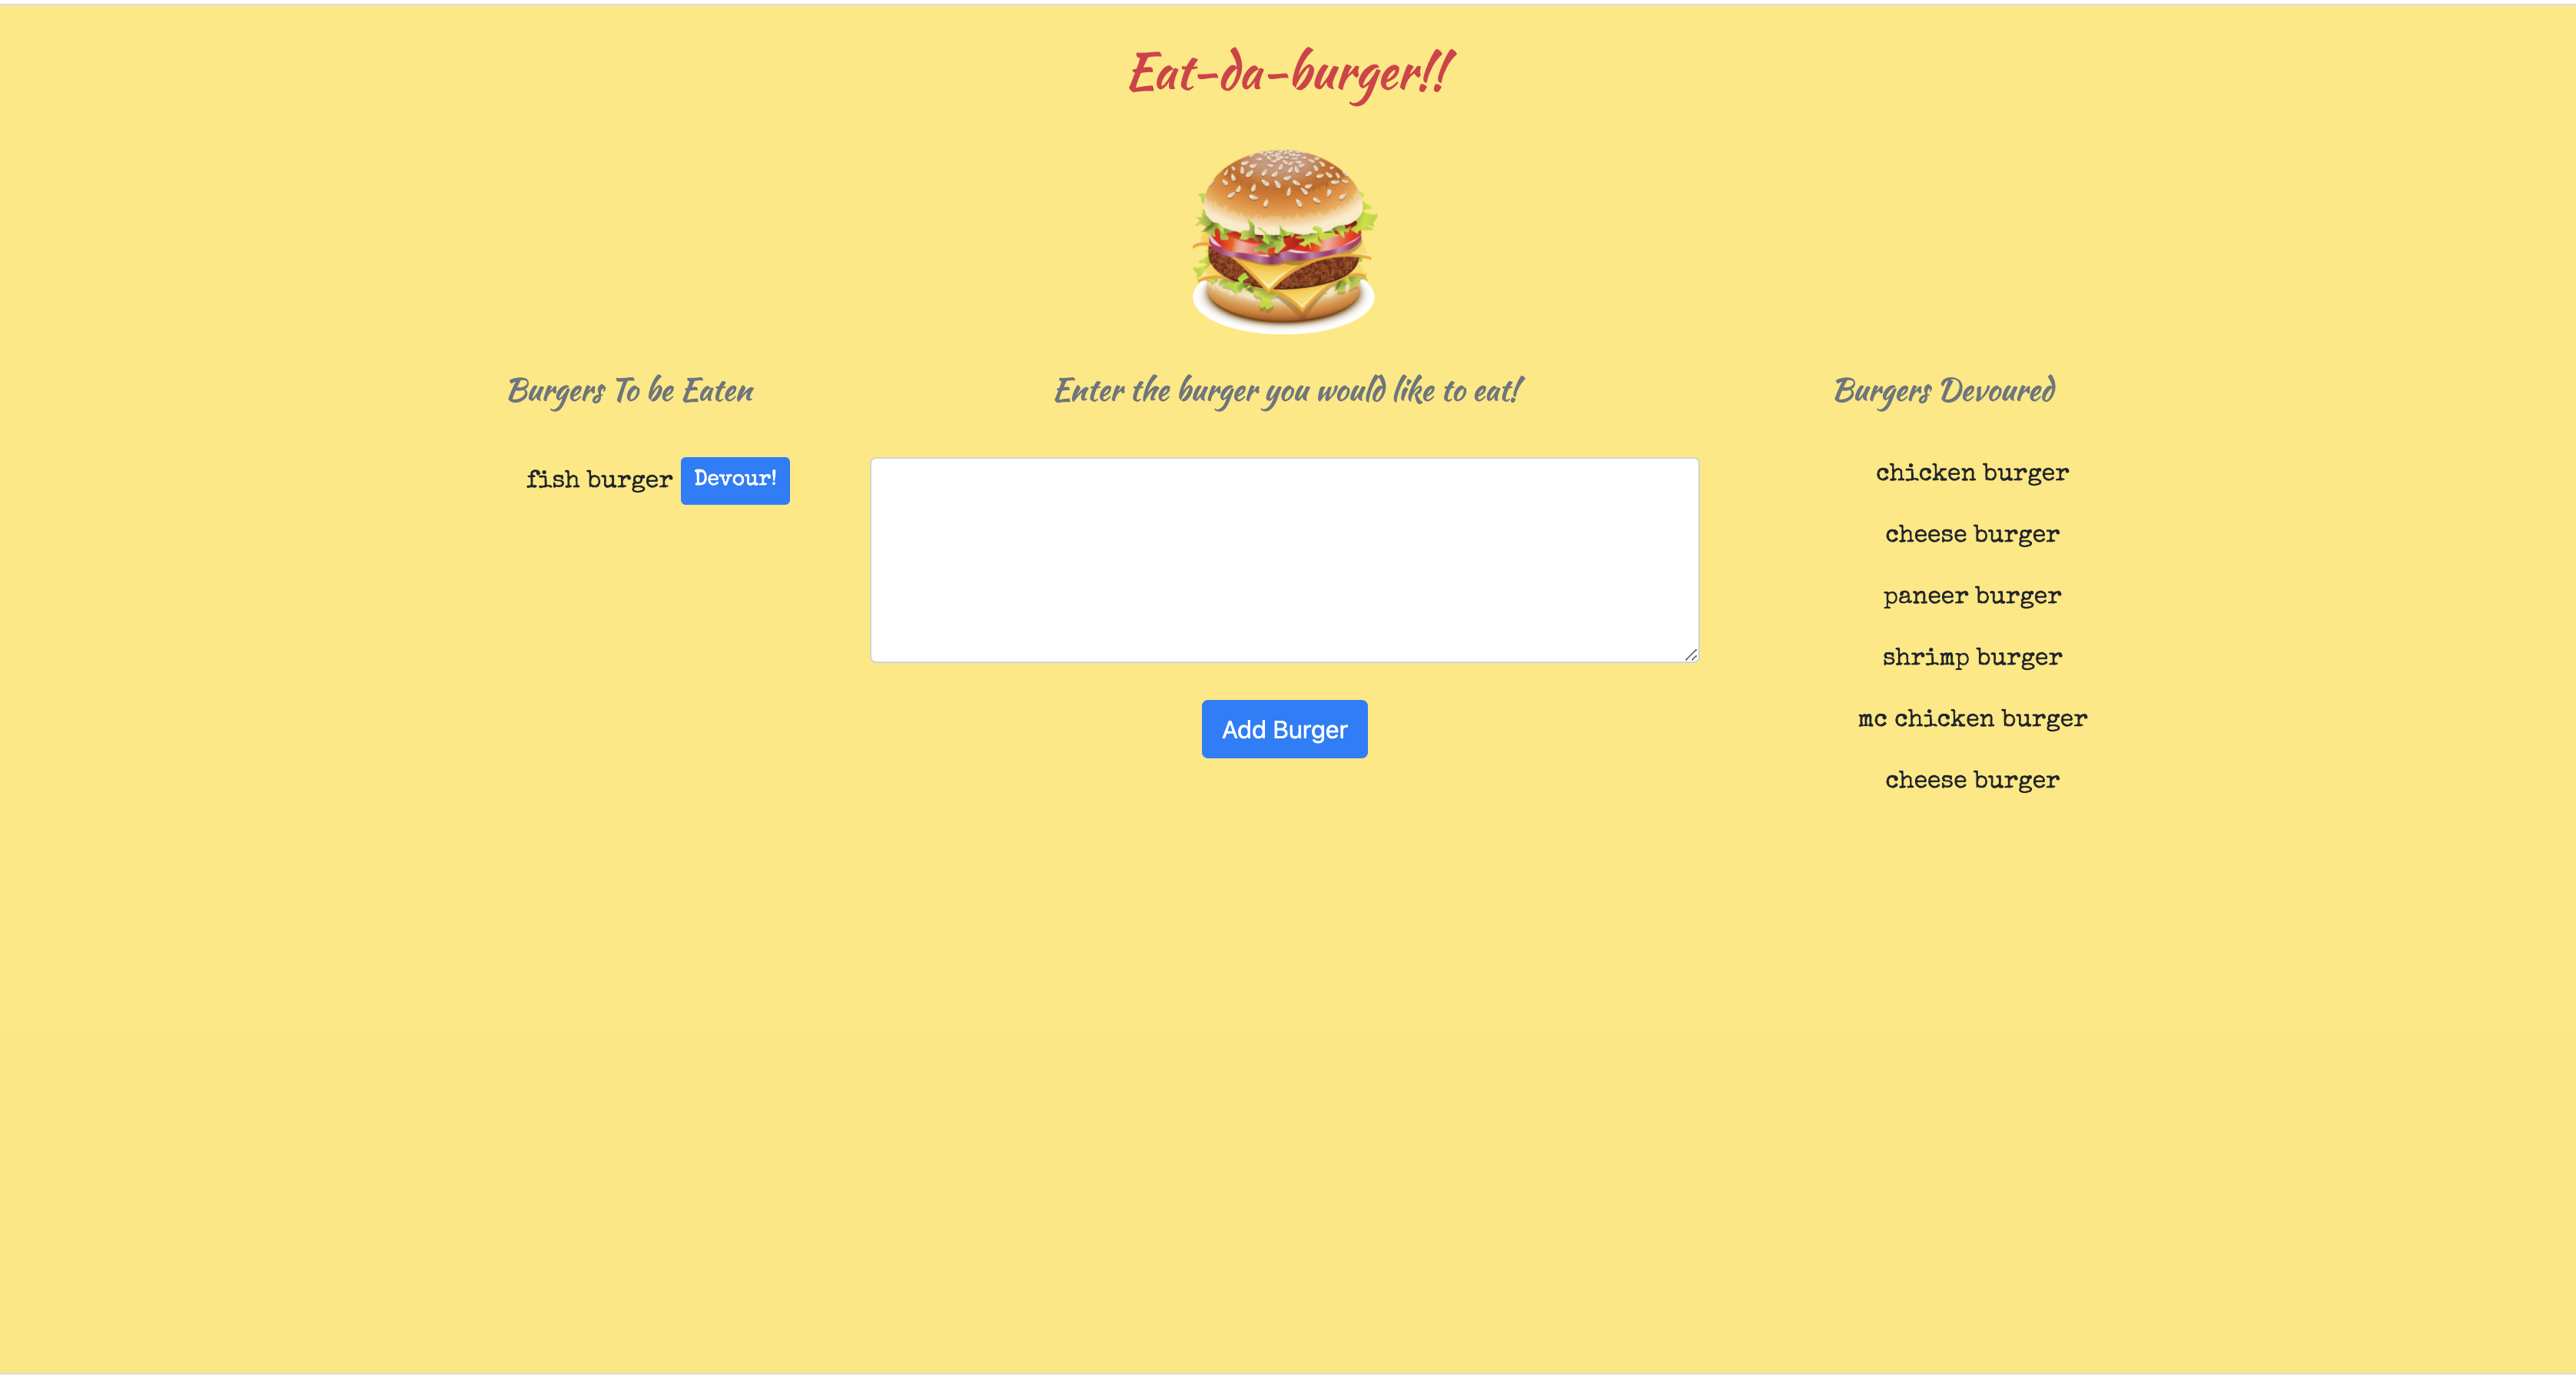 Eat-da-burger!!
Burgers To be Eaten
fish burger Devour!
Enter the burger you would like to eat!
Add Burger
Burgers Devoured
chicken burger
cheese burger
paneer burger
shrimp burger
mc chicken burger
cheese burger